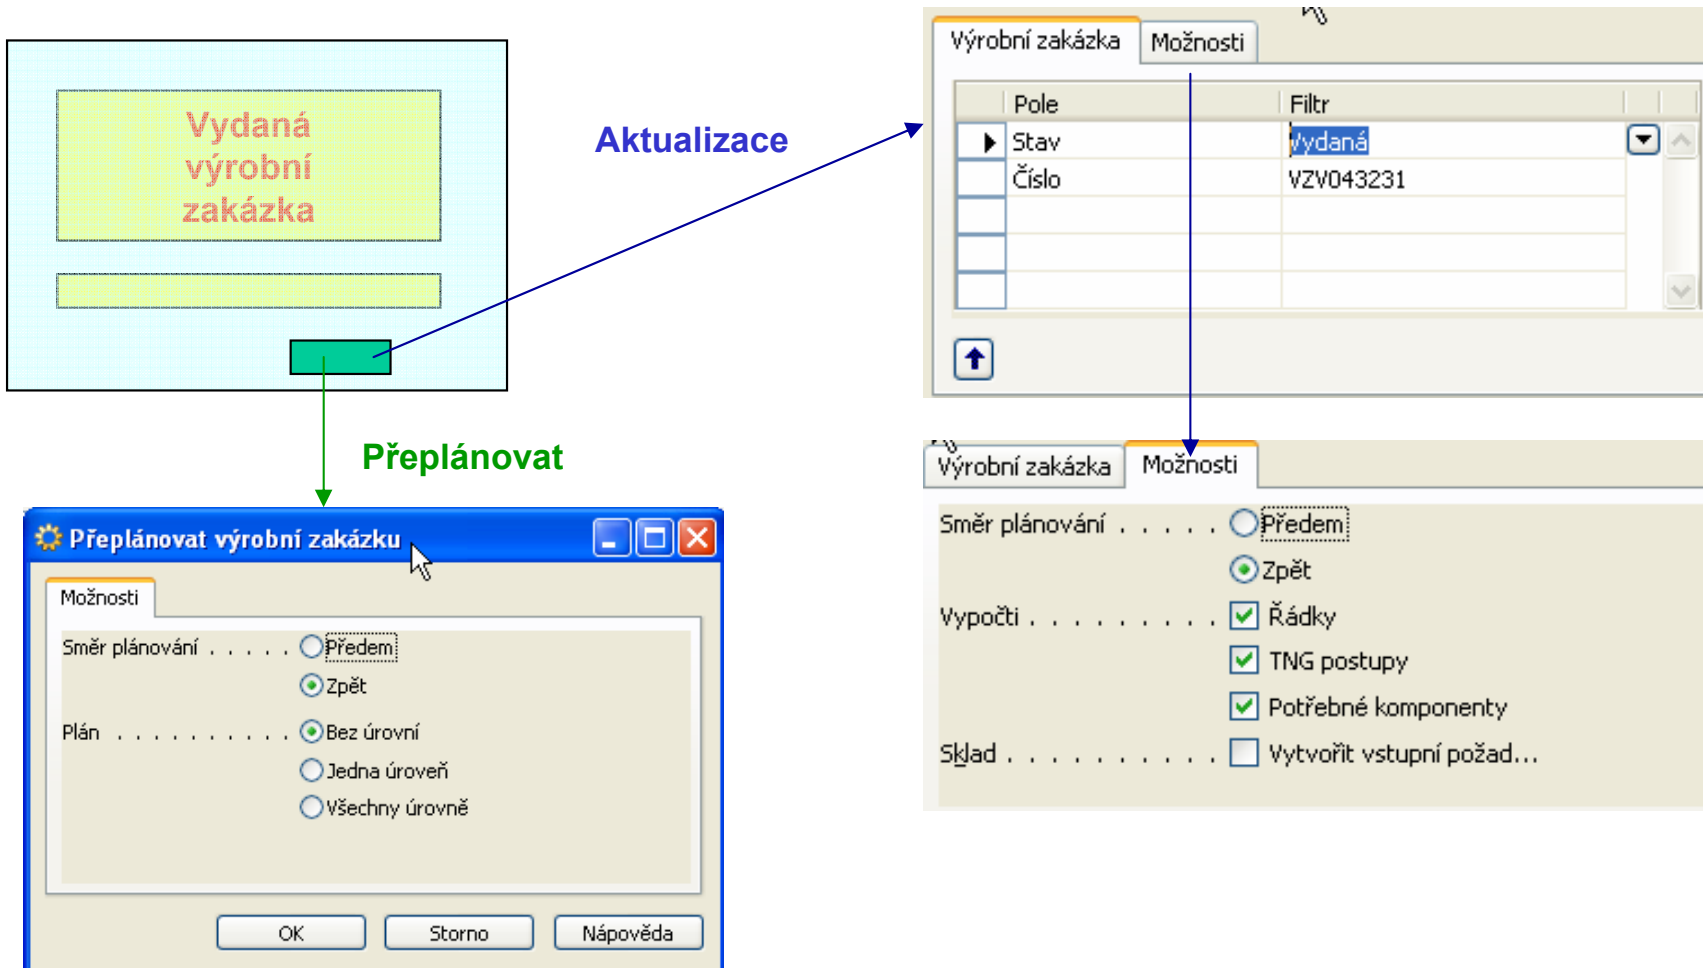 Vydaná
výrobní
zakázka
Aktualizace
Přeplánovat
Výrobní zakázka Možnosti
Pole Filtr
Stav Vydaná
Číslo VZV043231
Výrobní zakázka Možnosti
Směr plánování . . . . . Předem
Zpět
Vypočti . . . . . . . . . Řádky
TNG postupy
Potřebné komponenty
Sklad . . . . . . . . . . Vytvořit vstupní požad...
Přeplánovat výrobní zakázku
Možnosti
Směr plánování . . . . . Předem
Zpět
Plán . . . . . . . . . . Bez úrovní
Jedna úroveň
Všechny úrovně
OK Storno Nápověda